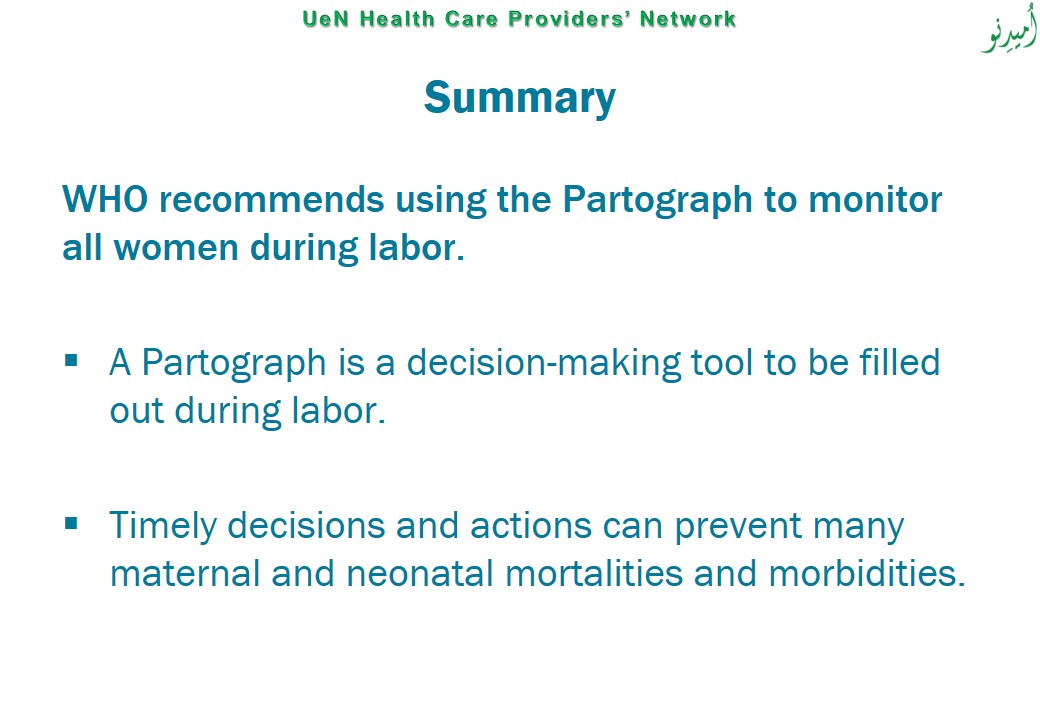 UeN Health Care Providers’ Network
اُميدِنو
Summary
WHO recommends using the Partograph to monitor
all women during labor.
▪ A Partograph is a decision-making tool to be filled
out during labor.
▪ Timely decisions and actions can prevent many
maternal and neonatal mortalities and morbidities.